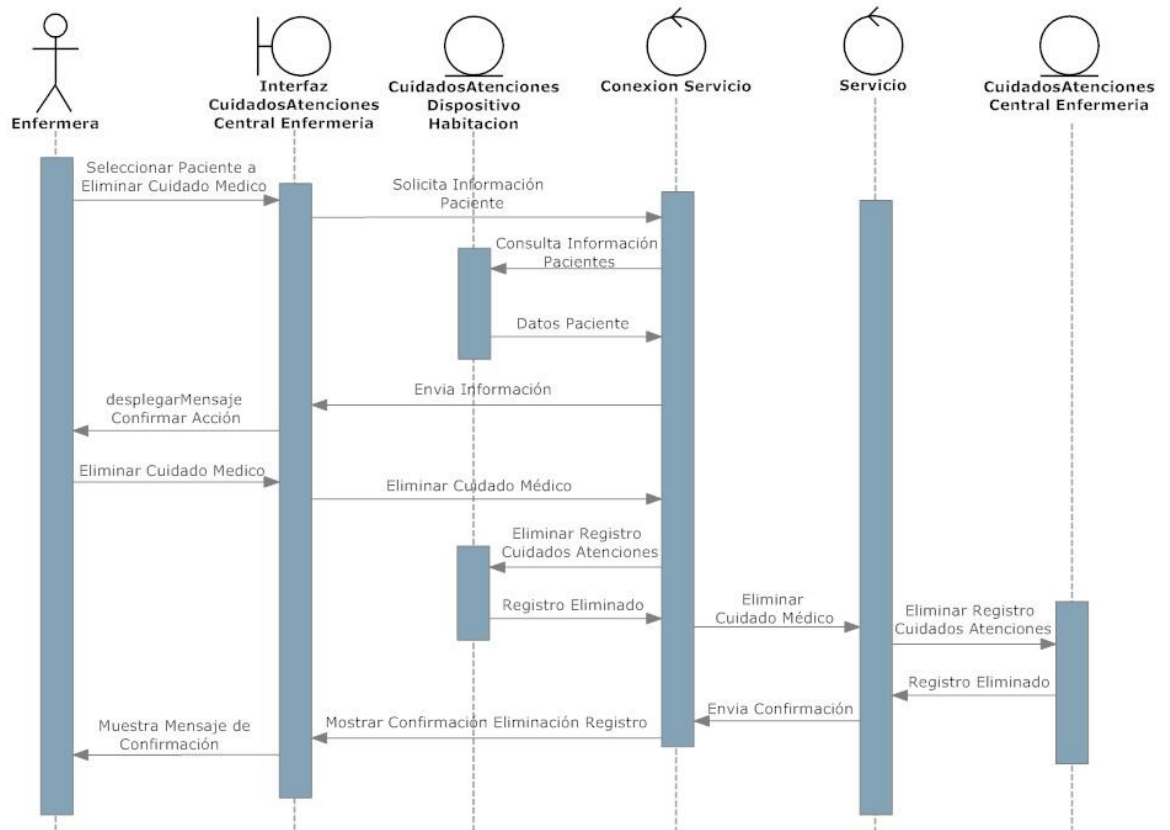 Enfermera
Interfaz
CuidadosAtenciones
Central Enfermeria
CuidadosAtenciones
Dispositivo
Habitacion
Conexion Servicio
Servicio
CuidadosAtenciones
Central Enfermeria
Seleccionar Paciente a
Eliminar Cuidado Medico
Solicita Información
Paciente
Consulta Información
Pacientes
Datos Paciente
Envia Información
desplegarMensaje
Confirmar Acción
Eliminar Cuidado Medico
Eliminar Cuidado Médico
Eliminar Registro
Cuidados Atenciones
Registro Eliminado
Eliminar
Cuidado Médico
Eliminar Registro
Cuidados Atenciones
Registro Eliminado
Envia Confirmación
Mostrar Confirmación Eliminación Registro
Muestra Mensaje de
Confirmación